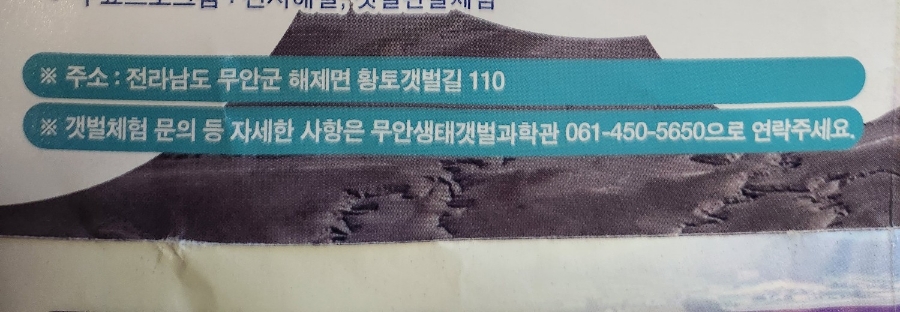 ※ 주소 : 전라남도 무안군 해제면 황토갯벌길 110
※ 갯벌체험 문의 등 자세한 사항은 무안생태갯벌과학관 061-450-5650으로 연락주세요.